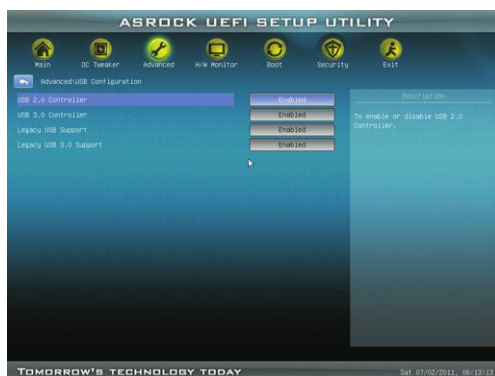 ASROCK UEFI SETUP UTILITY
Main OC Tweaker Advanced H/W Monitor Boot Security Exit
Advanced\USB Configuration
USB 2.0 Controller Enabled
USB 3.0 Controller Enabled
Legacy USB Support Enabled
Legacy USB 3.0 Support Enabled
Description
To enable or disable USB 2.0
Controller.
TOMORROW'S TECHNOLOGY TODAY
Sat 07/02/2011, 06:13:13